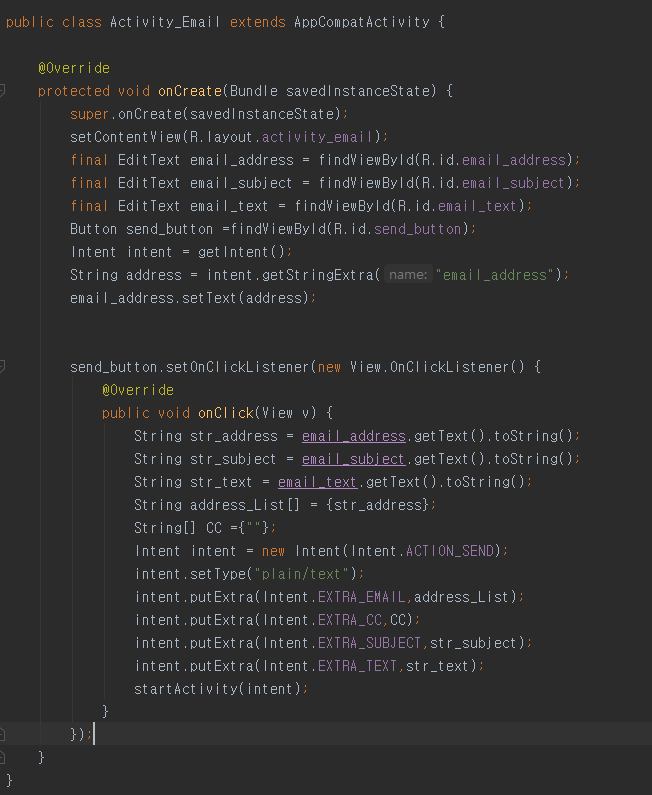 public class Activity_Email extends AppCompatActivity {
@Override
protected void onCreate(Bundle savedInstanceState) {
super.onCreate(savedInstanceState);
setContentView(R.layout.activity_email);
final EditText email_address = findViewById(R.id.email_address);
final EditText email_subject = findViewById(R.id.email_subject);
final EditText email_text = findViewById(R.id.email_text);
Button send_button =findViewById(R.id.send_button);
Intent intent = getIntent();
String address = intent.getStringExtra( name: "email_address");
email_address.setText(address);
send_button.setOnClickListener(new View.OnClickListener() {
@Override
public void onClick(View v) {
String str_address = email_address.getText().toString();
String str_subject = email_subject.getText().toString();
String str_text = email_text.getText().toString();
String address_List[] = {str_address};
String[] CC ={""};
Intent intent = new Intent(Intent.ACTION_SEND);
intent.setType("plain/text");
intent.putExtra(Intent.EXTRA_EMAIL,address_List);
intent.putExtra(Intent.EXTRA_CC,CC);
intent.putExtra(Intent.EXTRA_SUBJECT,str_subject);
intent.putExtra(Intent.EXTRA_TEXT,str_text);
startActivity(intent);
}
});
}
}